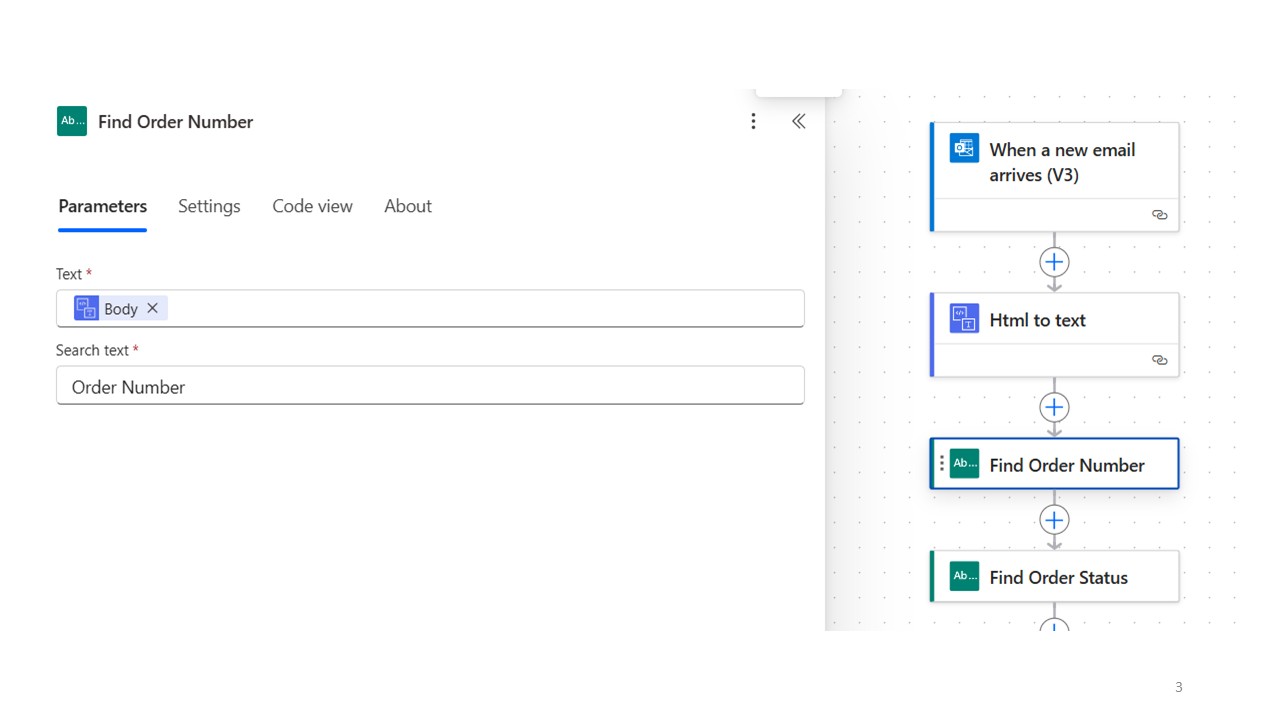 Ab...
Find Order Number
Parameters
Settings
Code view
About
Text *
Body
Search text *
Order Number
When a new email
arrives (V3)
Html to text
Ab...
Find Order Number
Ab...
Find Order Status
3